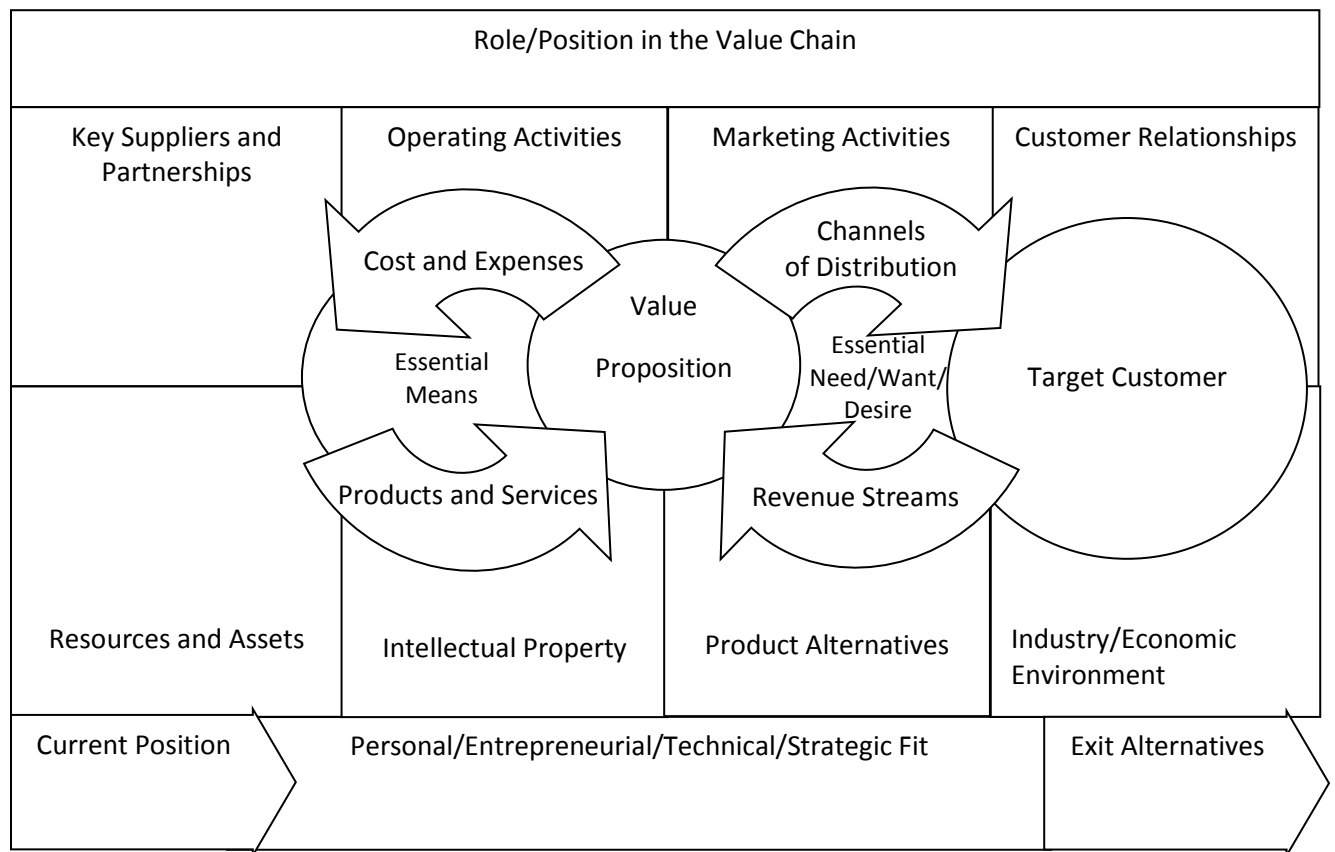 Role/Position in the Value Chain
Key Suppliers and
Partnerships
Operating Activities
Marketing Activities
Customer Relationships
Cost and Expenses
Channels
of Distribution
Value
Proposition
Essential
Means
Essential
Need/Want/
Desire
Target Customer
Products and Services
Revenue Streams
Resources and Assets
Intellectual Property
Product Alternatives
Industry/Economic
Environment
Current Position
Personal/Entrepreneurial/Technical/Strategic Fit
Exit Alternatives